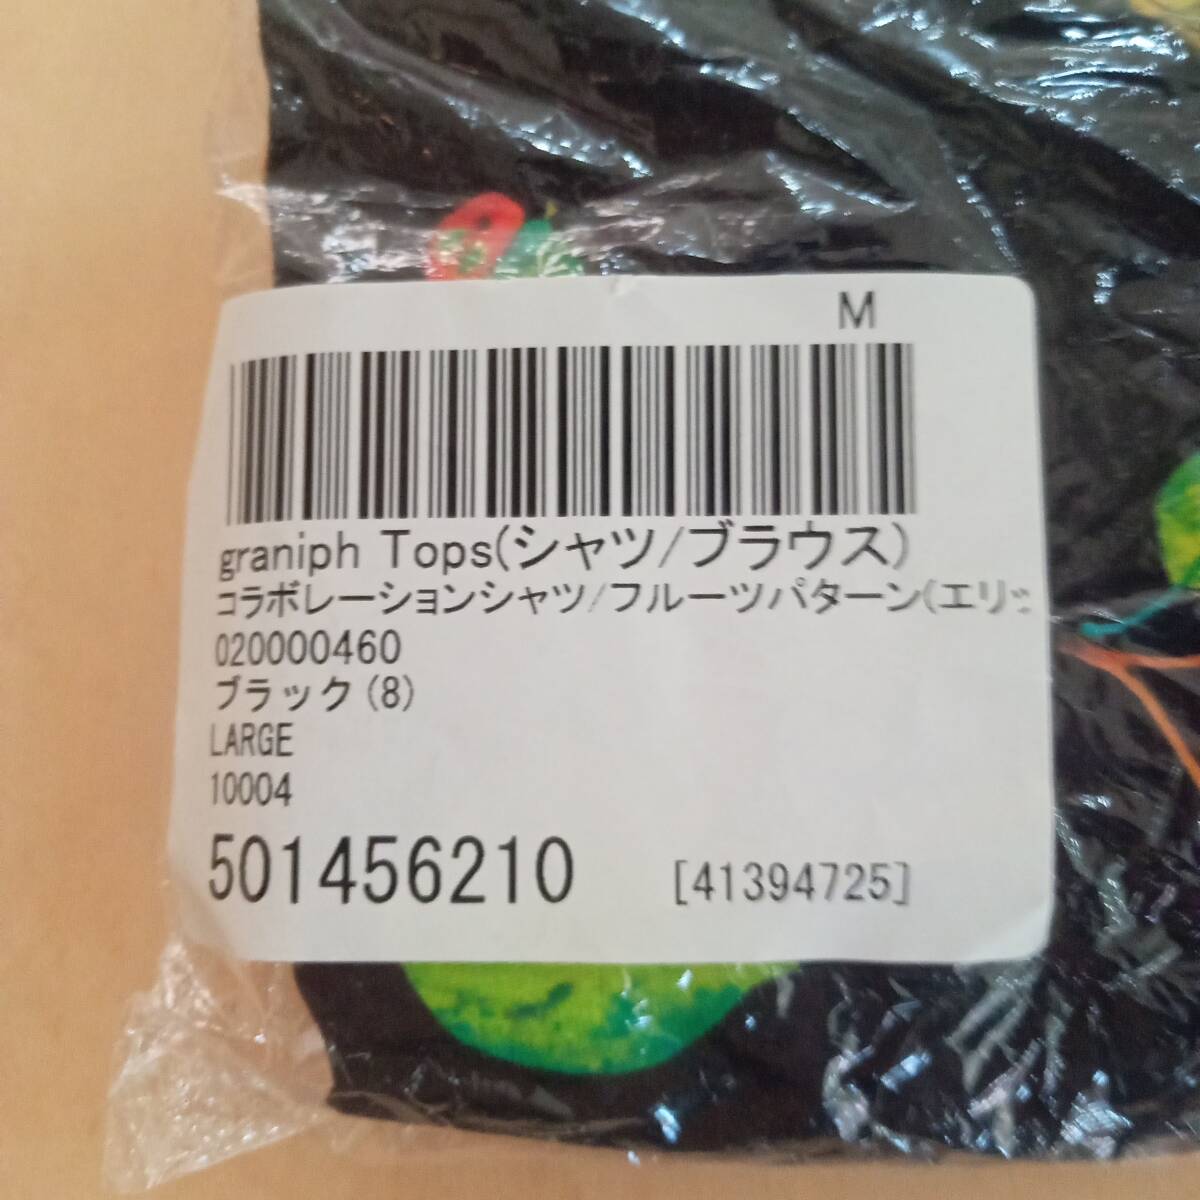 M
graniph Tops(シャツ/ブラウス)
コラボレーションシャツ/フルーツパターン(エリッ
020000460
ブラック(8)
LARGE
10004
501456210 [41394725]